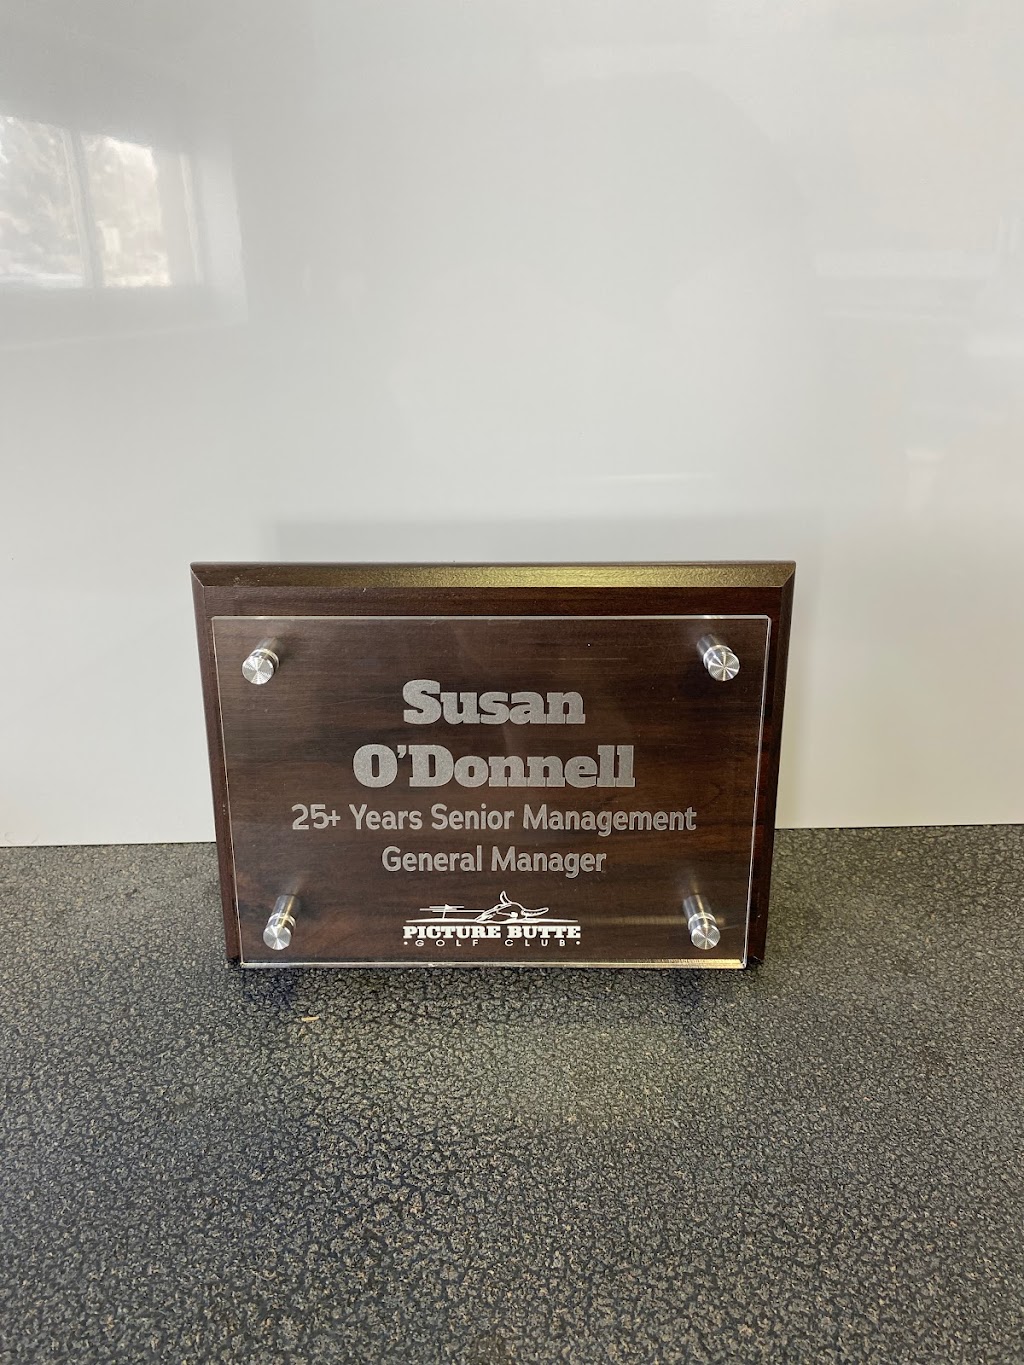 Susan
O'Donnell
25+ Years Senior Management
General Manager
PICTURE BUTTE
• GOLF CLUB •